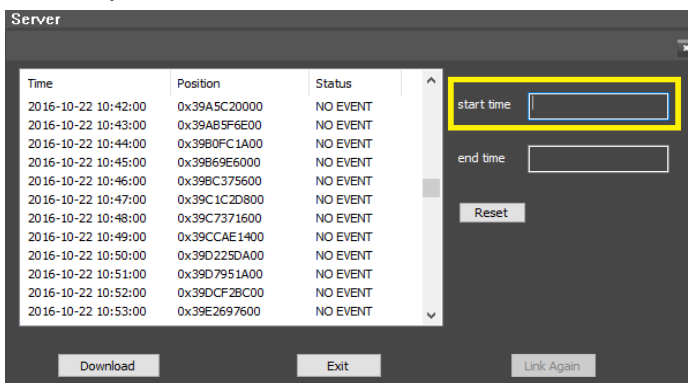 Server
Time Position Status
2016-10-22 10:42:00 0x39A5C20000 NO EVENT
2016-10-22 10:43:00 0x39AB5F6E00 NO EVENT
2016-10-22 10:44:00 0x39B0FC1A00 NO EVENT
2016-10-22 10:45:00 0x39B69E6000 NO EVENT
2016-10-22 10:46:00 0x39BC375600 NO EVENT
2016-10-22 10:47:00 0x39C1C2D800 NO EVENT
2016-10-22 10:48:00 0x39C7371600 NO EVENT
2016-10-22 10:49:00 0x39CCAE1400 NO EVENT
2016-10-22 10:50:00 0x39D225DA00 NO EVENT
2016-10-22 10:51:00 0x39D7951A00 NO EVENT
2016-10-22 10:52:00 0x39DCF2BC00 NO EVENT
2016-10-22 10:53:00 0x39E2697600 NO EVENT
start time
end time
Reset
Download Exit Link Again